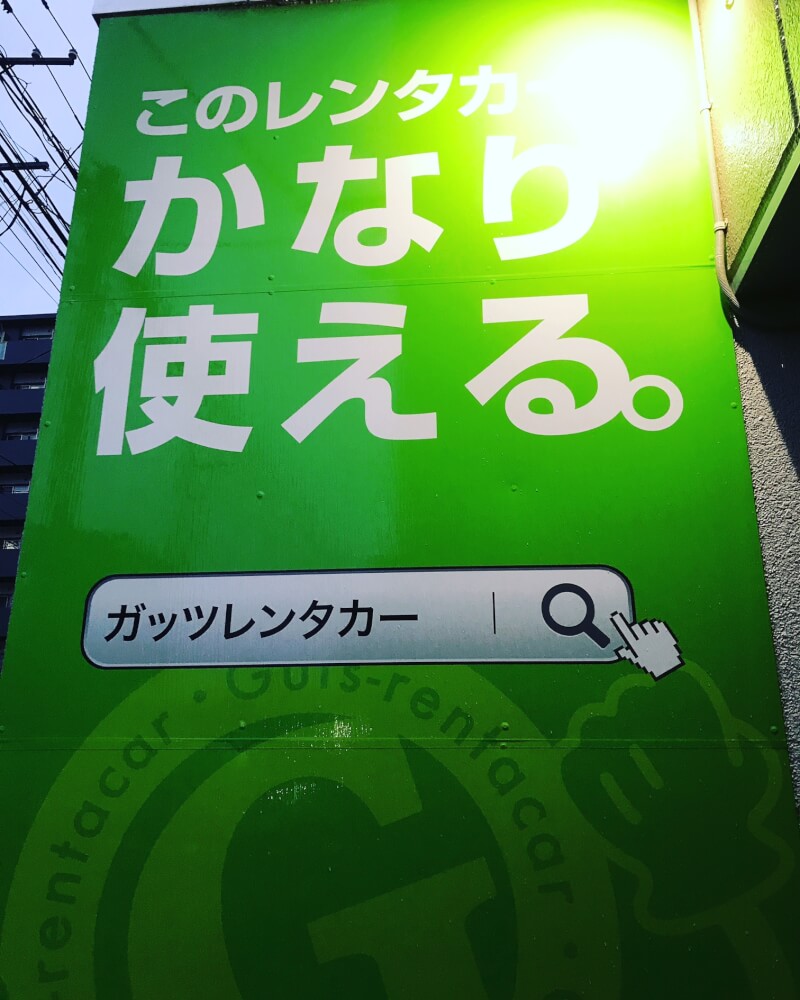 このレンタカー
かなり
使える。
ガッツレンタカー
Guts-rentacar
rentacar
G